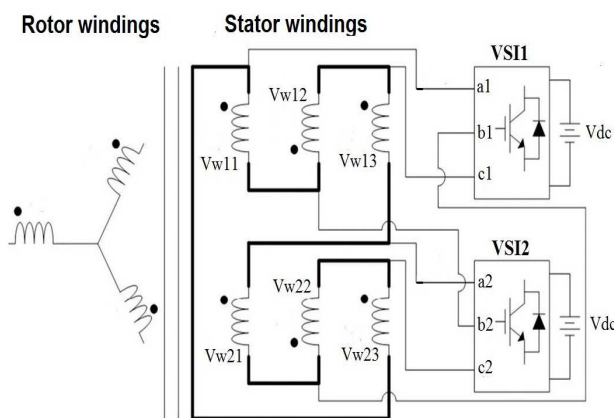 Rotor windings
Stator windings
VSI1
Vw12
Vw11
Vw13
a1
b1
c1
Vdc
VSI2
Vw22
Vw21
Vw23
a2
b2
c2
Vdc